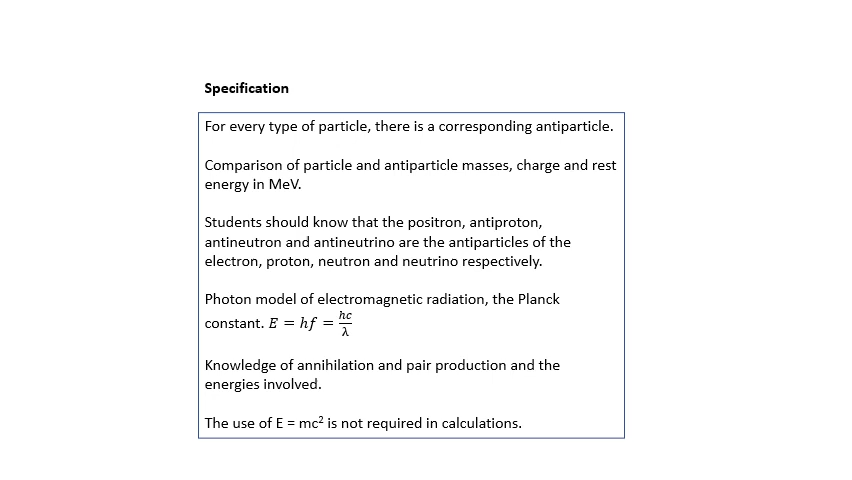 Specification
For every type of particle, there is a corresponding antiparticle.
Comparison of particle and antiparticle masses, charge and rest
energy in MeV.
Students should know that the positron, antiproton,
antineutron and antineutrino are the antiparticles of the
electron, proton, neutron and neutrino respectively.
Photon model of electromagnetic radiation, the Planck
constant. E = hf = hc/λ
Knowledge of annihilation and pair production and the
energies involved.
The use of E = mc² is not required in calculations.